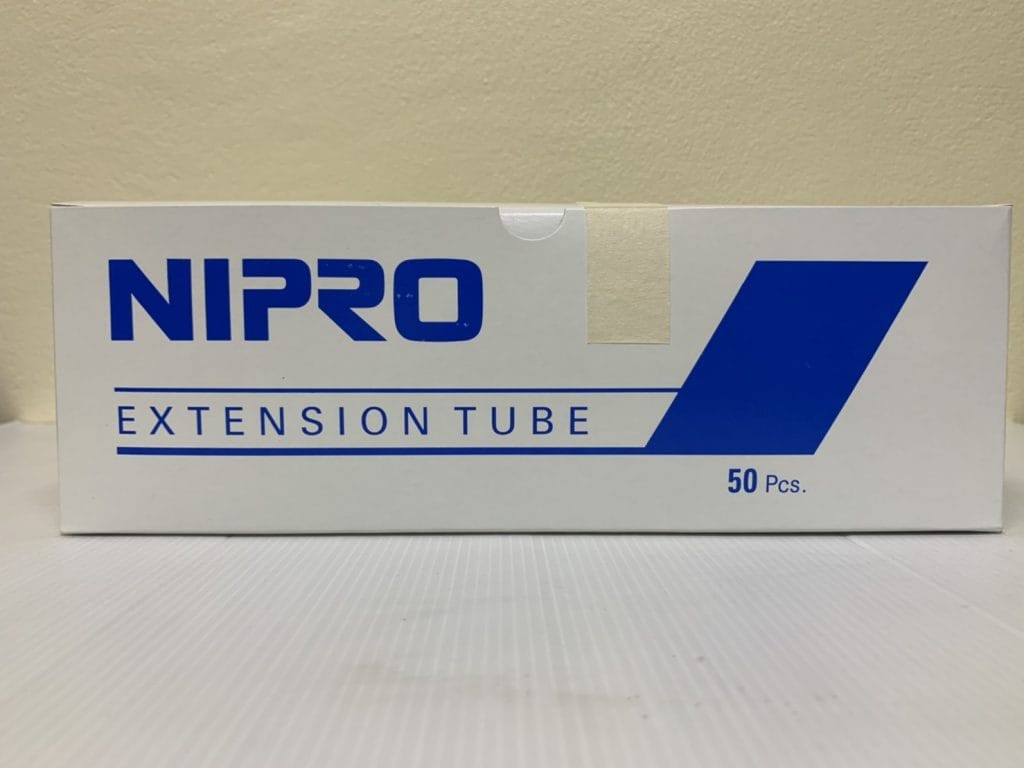 NIPRO
EXTENSION TUBE
50 Pcs.